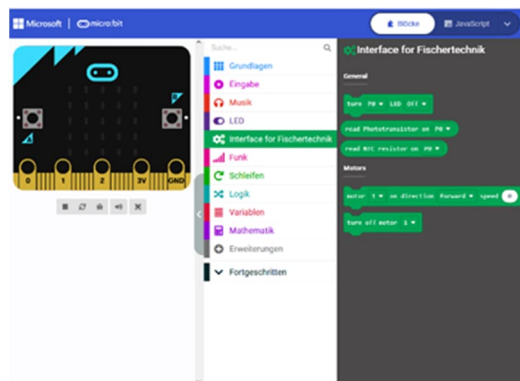 Microsoft | micro:bit
Blöcke
JavaScript
Suche...
Grundlagen
Eingabe
Musik
LED
Interface for Fischertechnik
Funk
Schleifen
Logik
Variablen
Mathematik
Erweiterungen
Fortgeschritten
0 1 2 3V GND
Interface for Fischertechnik
General
turn P0 LED Off
read Phototransistor on P0
read NTC resistor on P0
Motors
motor 1 on direction Forward speed
turn off motor 1